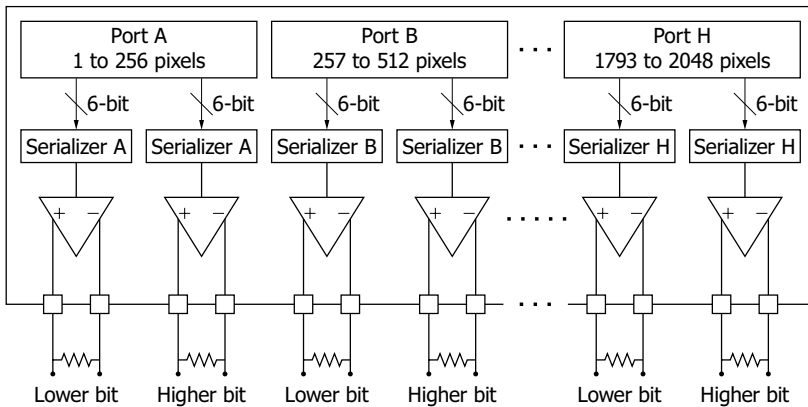 Port A
1 to 256 pixels
Port B
257 to 512 pixels
· · ·
Port H
1793 to 2048 pixels
6-bit 6-bit 6-bit 6-bit 6-bit 6-bit
Serializer A Serializer A Serializer B Serializer B · · · Serializer H Serializer H
+ − + − + − + − · · · · · + − + −
· · ·
Lower bit Higher bit Lower bit Higher bit Lower bit Higher bit